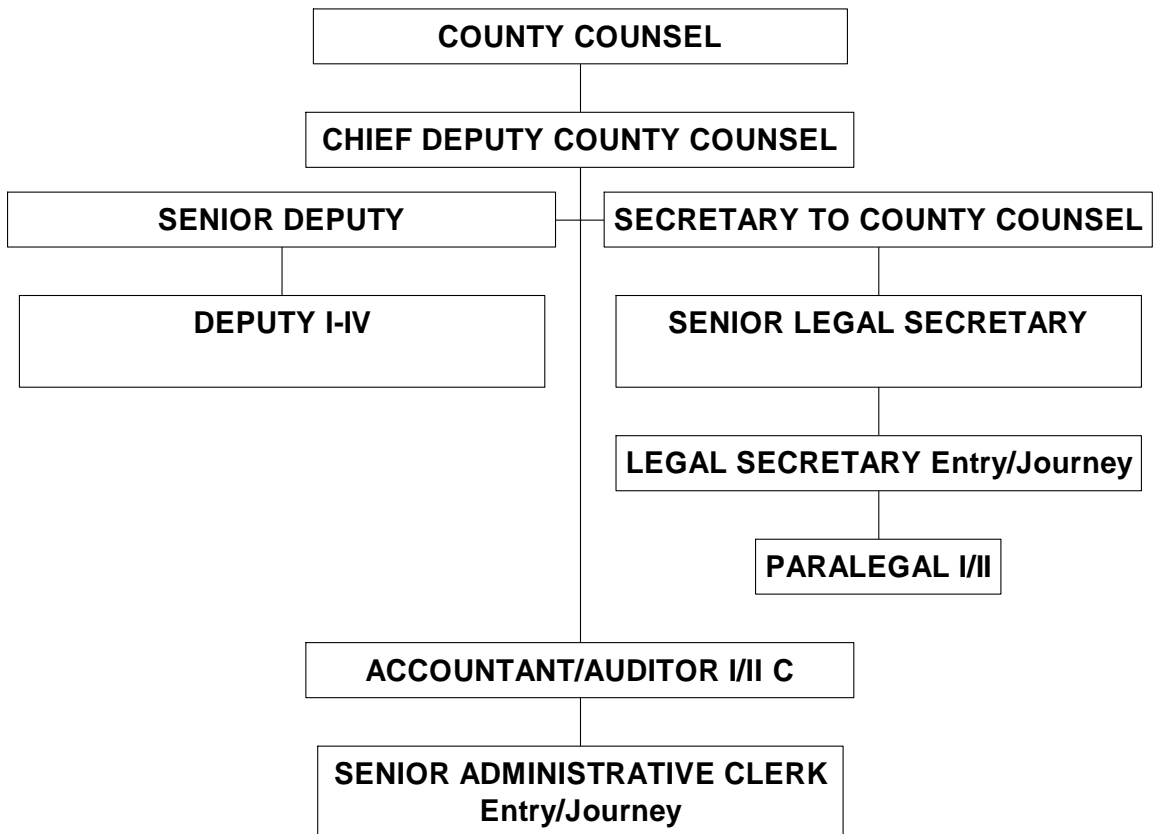 COUNTY COUNSEL
CHIEF DEPUTY COUNTY COUNSEL
SENIOR DEPUTY
SECRETARY TO COUNTY COUNSEL
DEPUTY I-IV
SENIOR LEGAL SECRETARY
LEGAL SECRETARY Entry/Journey
PARALEGAL I/II
ACCOUNTANT/AUDITOR I/II C
SENIOR ADMINISTRATIVE CLERK
Entry/Journey